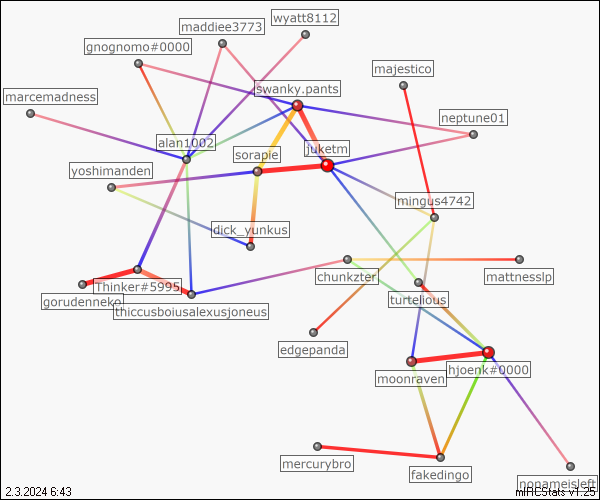 wyatt8112
maddiee3773
gnognomo#0000
majestico
swanky.pants
marcemadness
neptune01
alan1002
juketm
sorapie
yoshimanden
mingus4742
dick_yunkus
chunkzter
mattnesslp
Thinker#5995
gorudenneko
turtelious
thiccusboiusalexusjoneus
edgepanda
hjoenk#0000
moonraven
mercurybro
fakedingo
nonameisleft
2.3.2024 6:43
mIRCStats v1.25